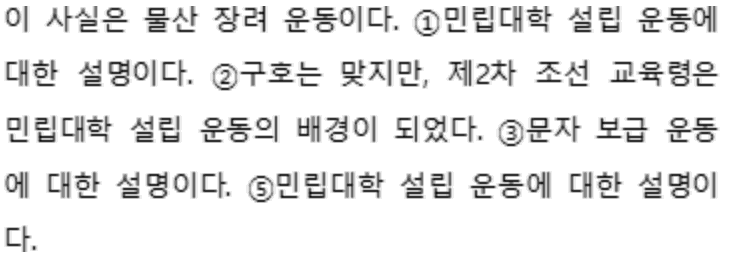 이 사실은 물산 장려 운동이다. ①민립대학 설립 운동에
대한 설명이다. ②구호는 맞지만, 제2차 조선 교육령은
민립대학 설립 운동의 배경이 되었다. ③문자 보급 운동
에 대한 설명이다. ⑤민립대학 설립 운동에 대한 설명이
다.